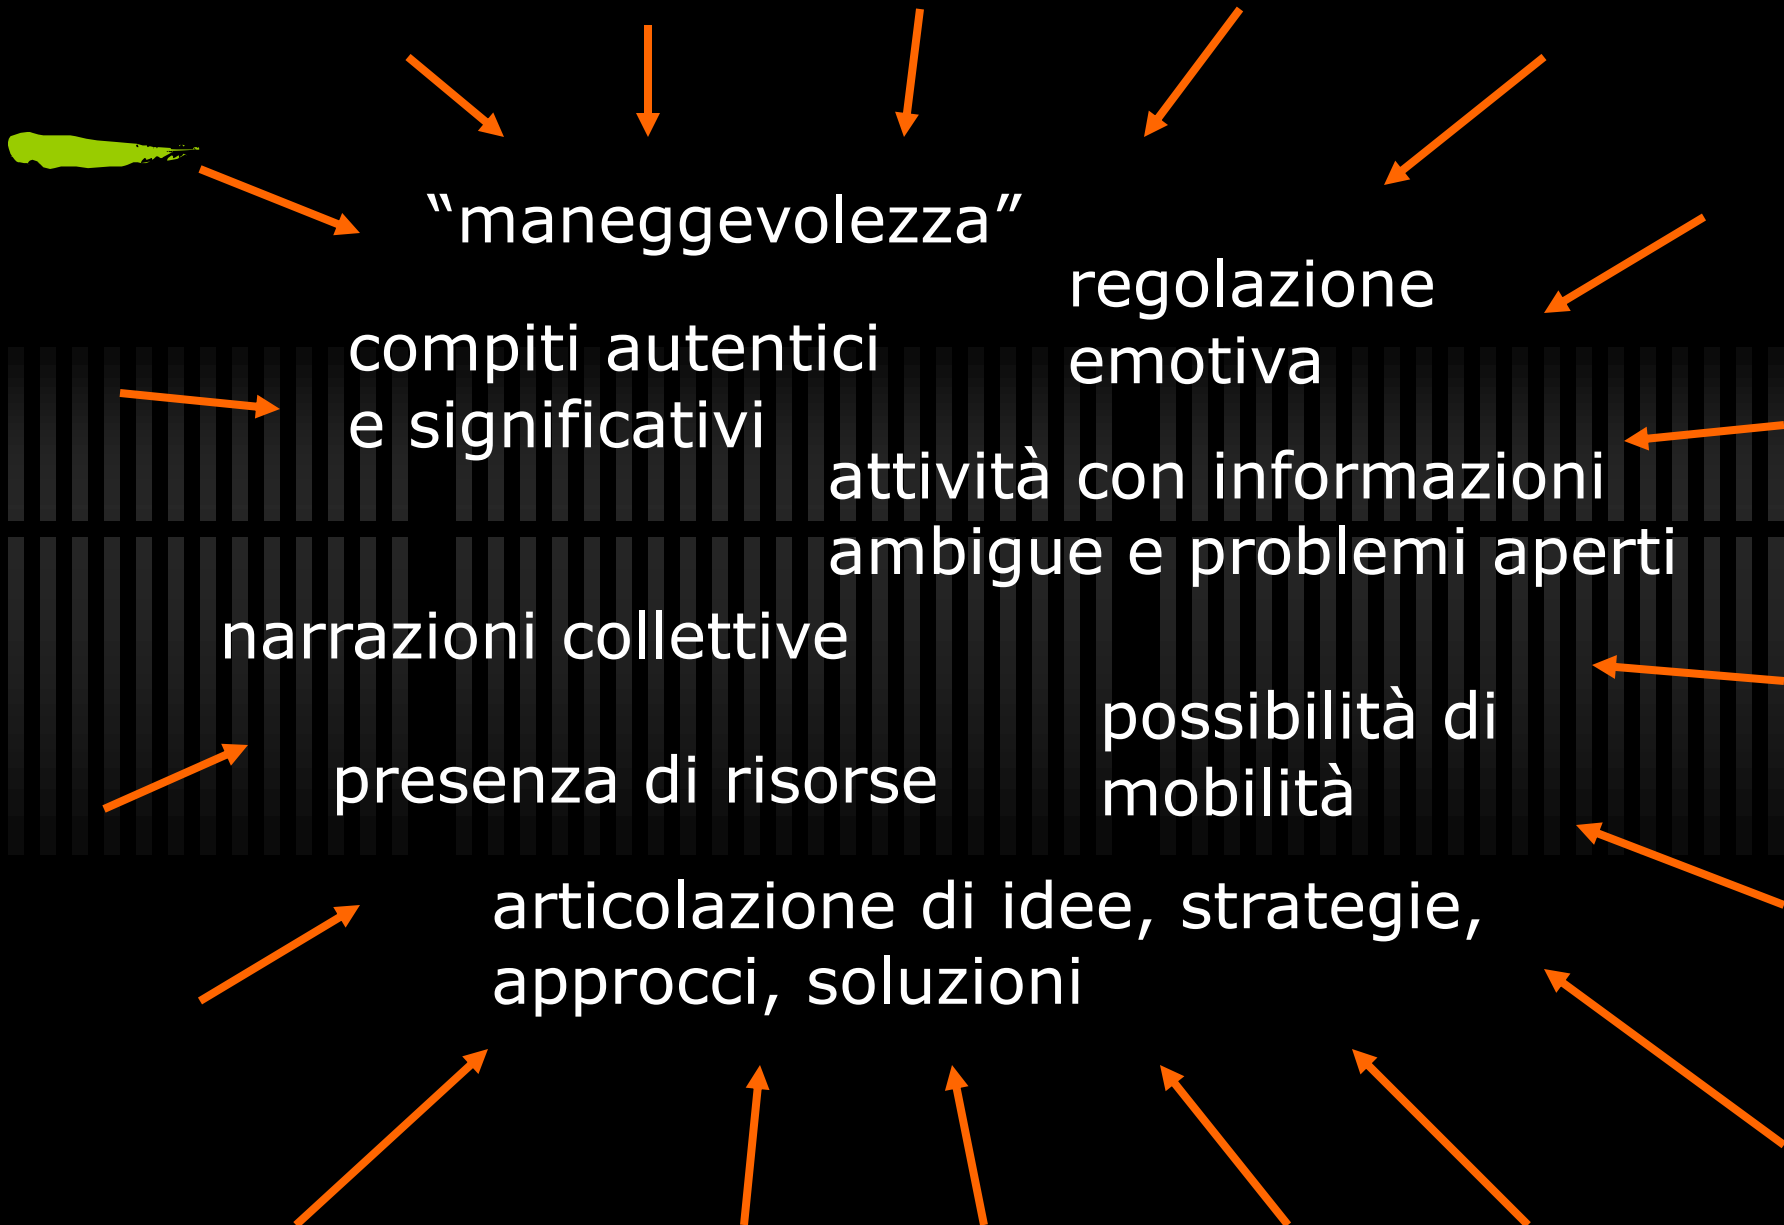 “maneggevolezza”
regolazione
emotiva
compiti autentici
e significativi
attività con informazioni
ambigue e problemi aperti
narrazioni collettive
possibilità di
mobilità
presenza di risorse
articolazione di idee, strategie,
approcci, soluzioni